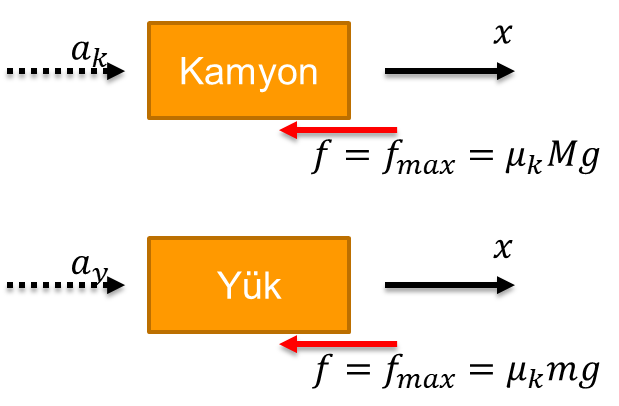 a_k
x
Kamyon
f = f_max = μ_k Mg
a_y
x
Yük
f = f_max = μ_k mg